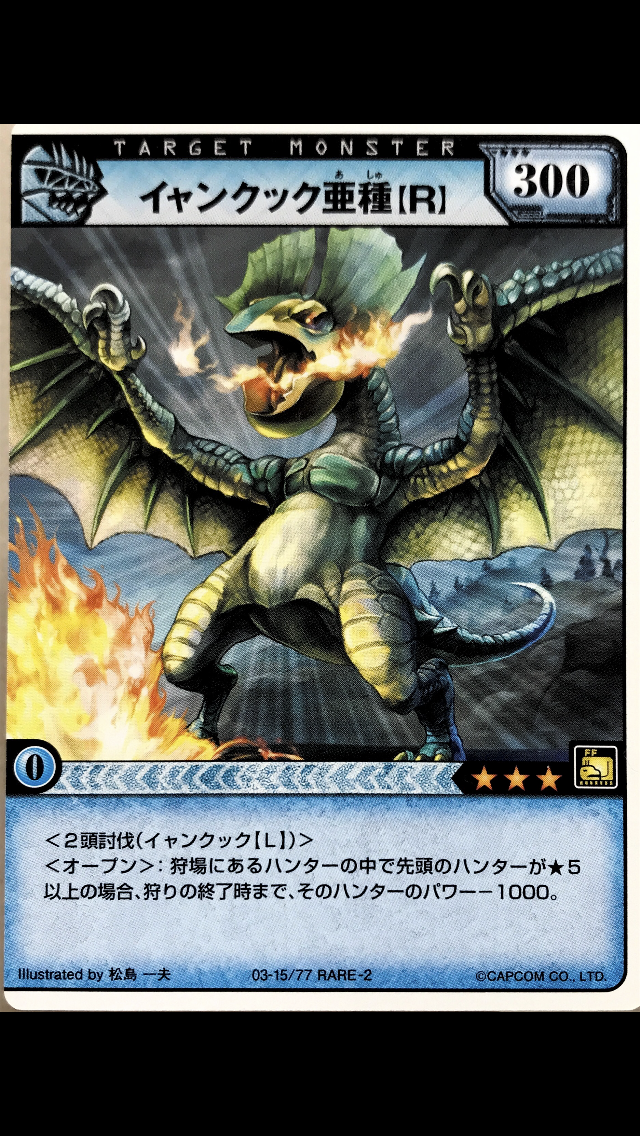 TARGET MONSTER
あ しゅ
イャンクック亜種【R】
300
0
FF
＜2頭討伐(イャンクック【L】)＞
＜オープン＞：狩場にあるハンターの中で先頭のハンターが★5
以上の場合、狩りの終了時まで、そのハンターのパワー－1000。
Illustrated by 松島 一夫
03-15/77 RARE-2
©CAPCOM CO., LTD.